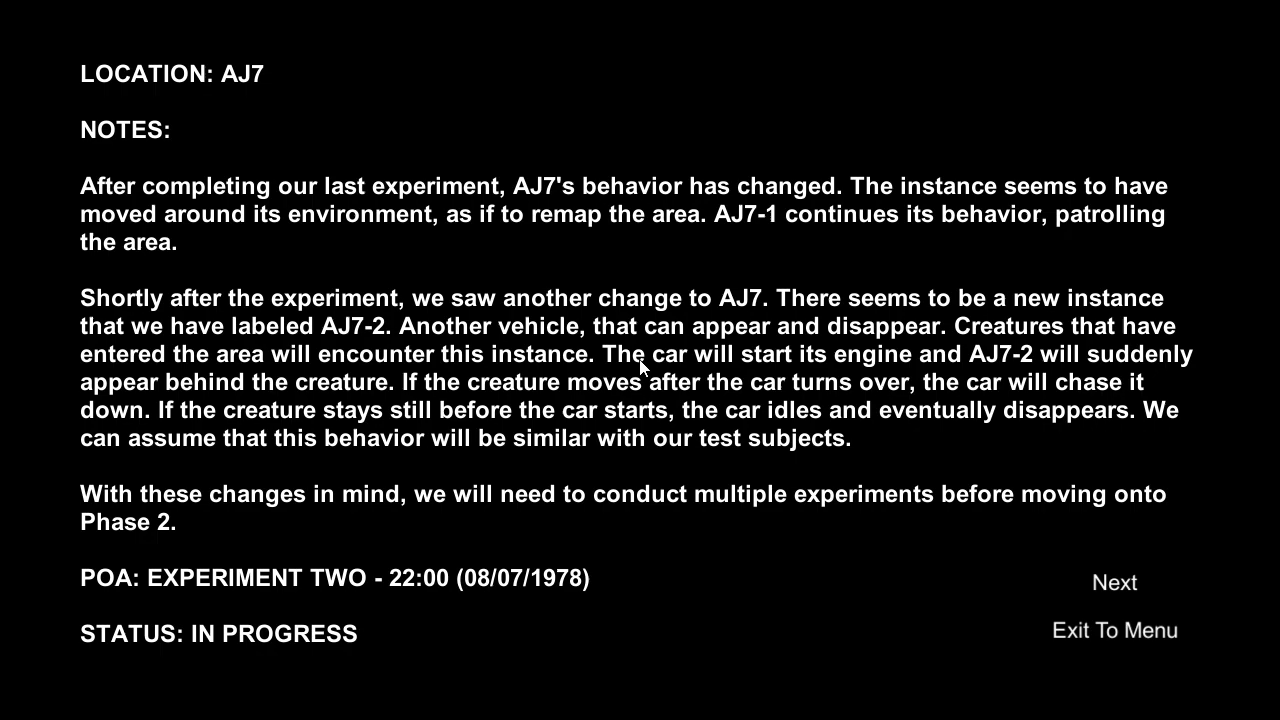 LOCATION: AJ7
NOTES:
After completing our last experiment, AJ7's behavior has changed. The instance seems to have
moved around its environment, as if to remap the area. AJ7-1 continues its behavior, patrolling
the area.
Shortly after the experiment, we saw another change to AJ7. There seems to be a new instance
that we have labeled AJ7-2. Another vehicle, that can appear and disappear. Creatures that have
entered the area will encounter this instance. The car will start its engine and AJ7-2 will suddenly
appear behind the creature. If the creature moves after the car turns over, the car will chase it
down. If the creature stays still before the car starts, the car idles and eventually disappears. We
can assume that this behavior will be similar with our test subjects.
With these changes in mind, we will need to conduct multiple experiments before moving onto
Phase 2.
POA: EXPERIMENT TWO - 22:00 (08/07/1978)
Next
STATUS: IN PROGRESS
Exit To Menu